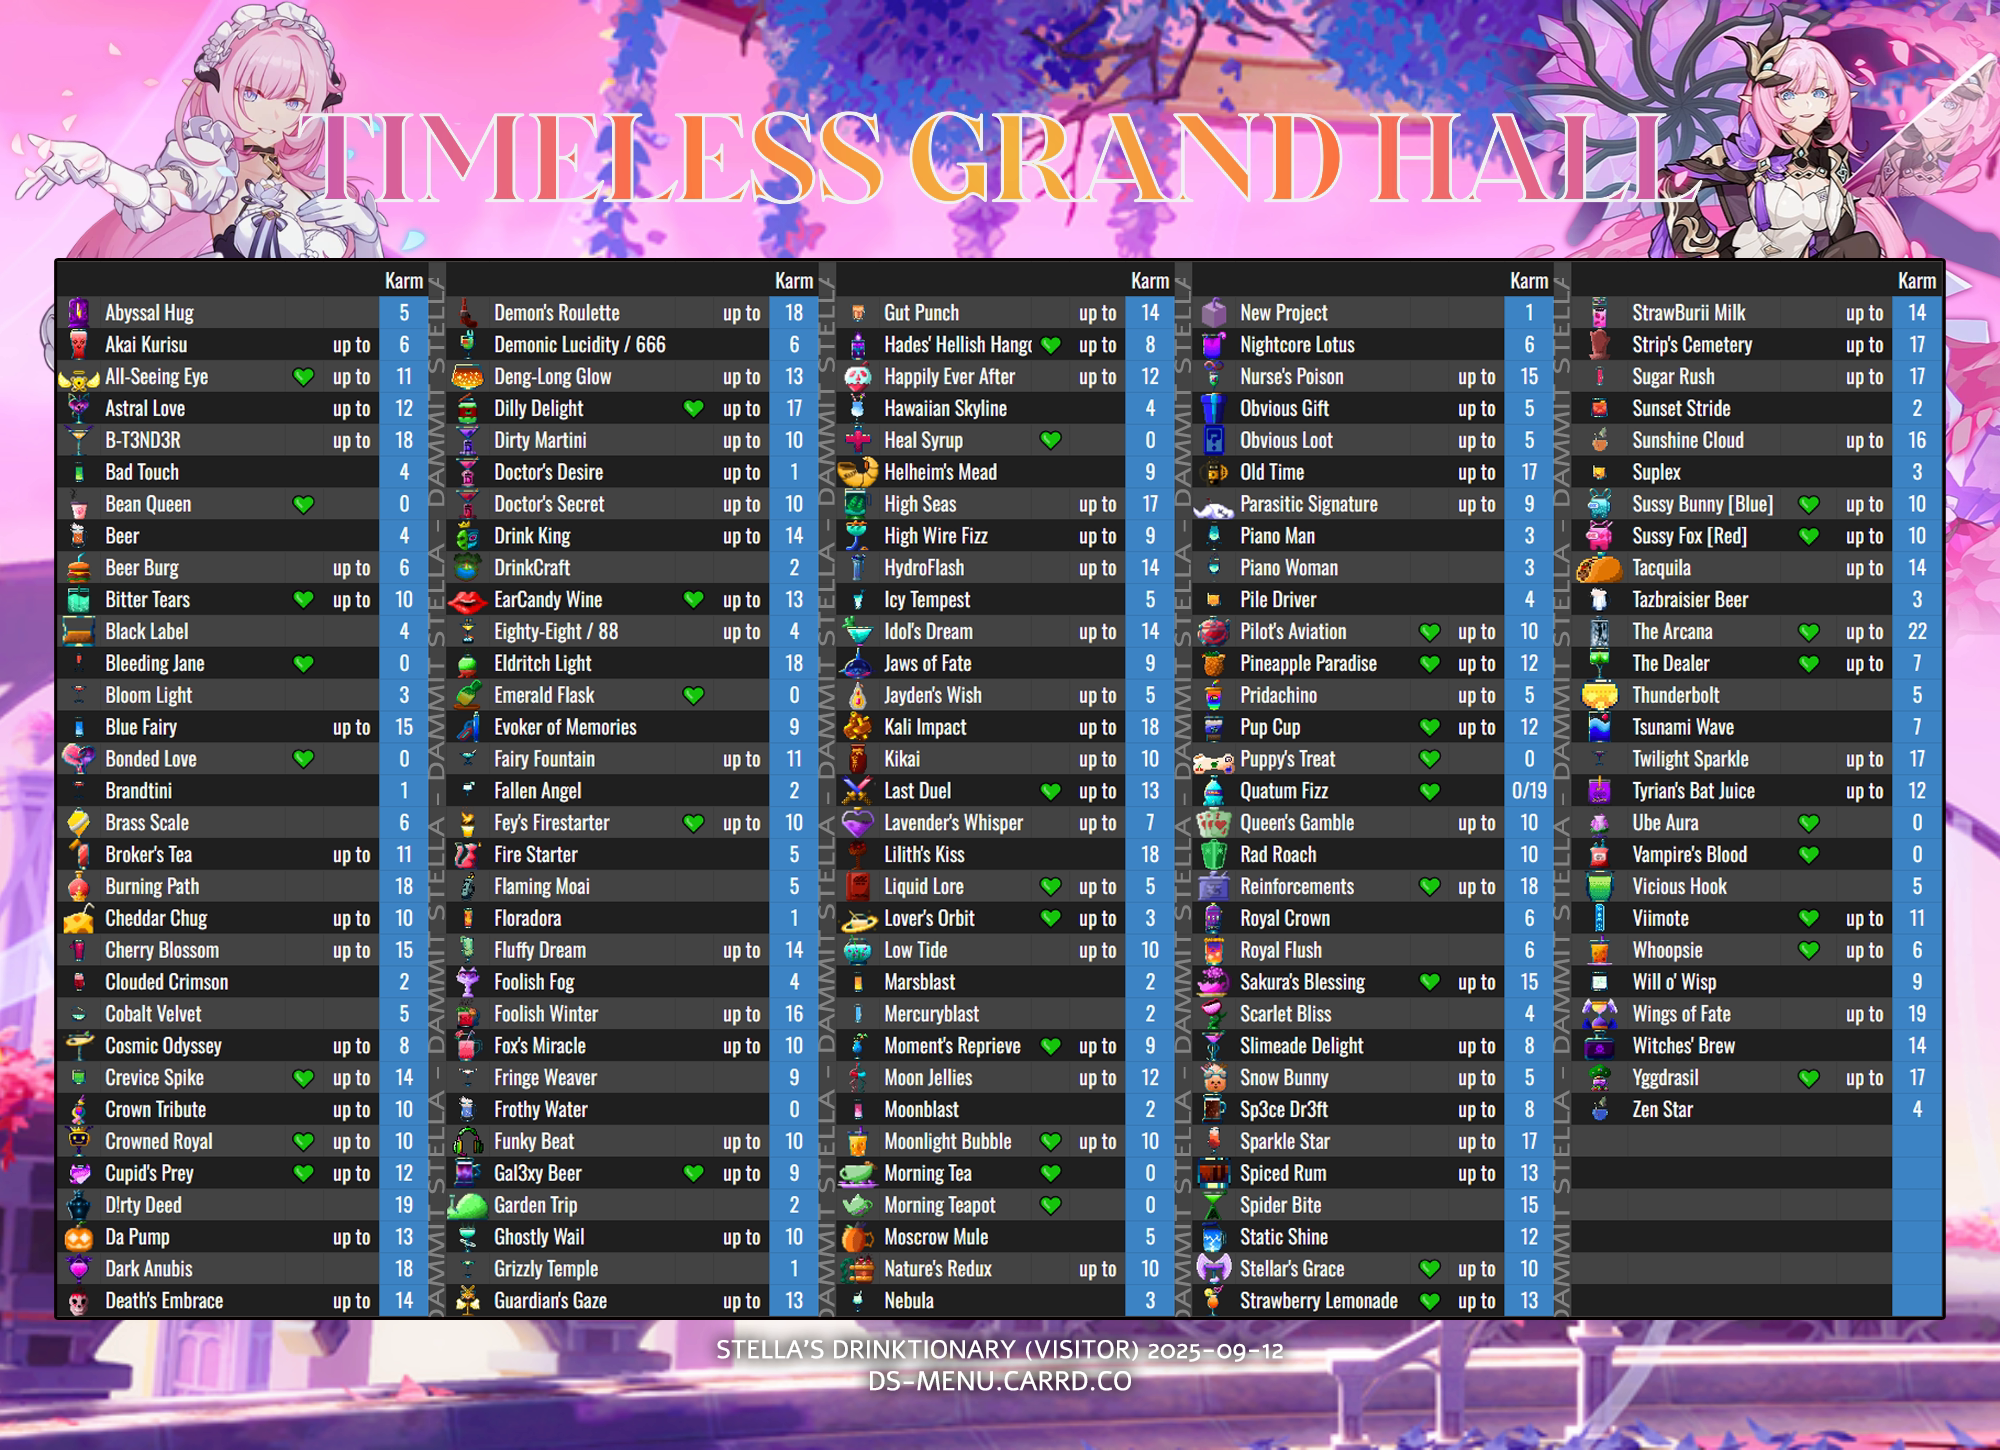 TIMELESS GRAND HALL
Karm
Abyssal Hug 5
Akai Kurisu up to 6
All-Seeing Eye up to 11
Astral Love up to 12
B-T3ND3R up to 18
Bad Touch 4
Bean Queen 0
Beer 4
Beer Burg up to 6
Bitter Tears up to 10
Black Label 4
Bleeding Jane 0
Bloom Light 3
Blue Fairy up to 15
Bonded Love 0
Brandtini 1
Brass Scale 6
Broker's Tea up to 11
Burning Path 18
Cheddar Chug up to 10
Cherry Blossom up to 15
Clouded Crimson 2
Cobalt Velvet 5
Cosmic Odyssey up to 8
Crevice Spike up to 14
Crown Tribute up to 10
Crowned Royal up to 10
Cupid's Prey up to 12
D!rty Deed 19
Da Pump up to 13
Dark Anubis 18
Death's Embrace up to 14
DAMMIT STELLA - DAMMIT STELLA - DAMMIT STELLA
Karm
Demon's Roulette up to 18
Demonic Lucidity / 666 6
Deng-Long Glow up to 13
Dilly Delight up to 17
Dirty Martini up to 10
Doctor's Desire up to 1
Doctor's Secret up to 10
Drink King up to 14
DrinkCraft 2
EarCandy Wine up to 13
Eighty-Eight / 88 up to 4
Eldritch Light 18
Emerald Flask 0
Evoker of Memories 9
Fairy Fountain up to 11
Fallen Angel 2
Fey's Firestarter up to 10
Fire Starter 5
Flaming Moai 5
Floradora 1
Fluffy Dream up to 14
Foolish Fog 4
Foolish Winter up to 16
Fox's Miracle up to 10
Fringe Weaver 9
Frothy Water 0
Funky Beat up to 10
Gal3xy Beer up to 9
Garden Trip 2
Ghostly Wail up to 10
Grizzly Temple 1
Guardian's Gaze up to 13
DAMMIT STELLA - DAMMIT STELLA - DAMMIT STELLA
Karm
Gut Punch up to 14
Hades' Hellish Hang up to 8
Happily Ever After up to 12
Hawaiian Skyline 4
Heal Syrup 0
Helheim's Mead 9
High Seas up to 17
High Wire Fizz up to 9
HydroFlash up to 14
Icy Tempest 5
Idol's Dream up to 14
Jaws of Fate 9
Jayden's Wish up to 5
Kali Impact up to 18
Kikai up to 10
Last Duel up to 13
Lavender's Whisper up to 7
Lilith's Kiss 18
Liquid Lore up to 5
Lover's Orbit up to 3
Low Tide up to 10
Marsblast 2
Mercuryblast 2
Moment's Reprieve up to 9
Moon Jellies up to 12
Moonblast 2
Moonlight Bubble up to 10
Morning Tea 0
Morning Teapot 0
Moscrow Mule 5
Nature's Redux up to 10
Nebula 3
DAMMIT STELLA - DAMMIT STELLA - DAMMIT STELLA
Karm
New Project 1
Nightcore Lotus 6
Nurse's Poison up to 15
Obvious Gift up to 5
Obvious Loot up to 5
Old Time up to 17
Parasitic Signature up to 9
Piano Man 3
Piano Woman 3
Pile Driver 4
Pilot's Aviation up to 10
Pineapple Paradise up to 12
Pridachino up to 5
Pup Cup up to 12
Puppy's Treat 0
Quatum Fizz 0/19
Queen's Gamble up to 10
Rad Roach 10
Reinforcements up to 18
Royal Crown 6
Royal Flush 6
Sakura's Blessing up to 15
Scarlet Bliss 4
Slimeade Delight up to 8
Snow Bunny up to 5
Sp3ce Dr3ft up to 8
Sparkle Star up to 17
Spiced Rum up to 13
Spider Bite 15
Static Shine 12
Stellar's Grace up to 10
Strawberry Lemonade up to 13
DAMMIT STELLA - DAMMIT STELLA - DAMMIT STELLA
Karm
StrawBurii Milk up to 14
Strip's Cemetery up to 17
Sugar Rush up to 17
Sunset Stride 2
Sunshine Cloud up to 16
Suplex 3
Sussy Bunny [Blue] up to 10
Sussy Fox [Red] up to 10
Tacquila up to 14
Tazbraisier Beer 3
The Arcana up to 22
The Dealer up to 7
Thunderbolt 5
Tsunami Wave 7
Twilight Sparkle up to 17
Tyrian's Bat Juice up to 12
Ube Aura 0
Vampire's Blood 0
Vicious Hook 5
Viimote up to 11
Whoopsie up to 6
Will o' Wisp 9
Wings of Fate up to 19
Witches' Brew 14
Yggdrasil up to 17
Zen Star 4
STELLA'S DRINKTIONARY (VISITOR) 2025-09-12
DS-MENU.CARRD.CO